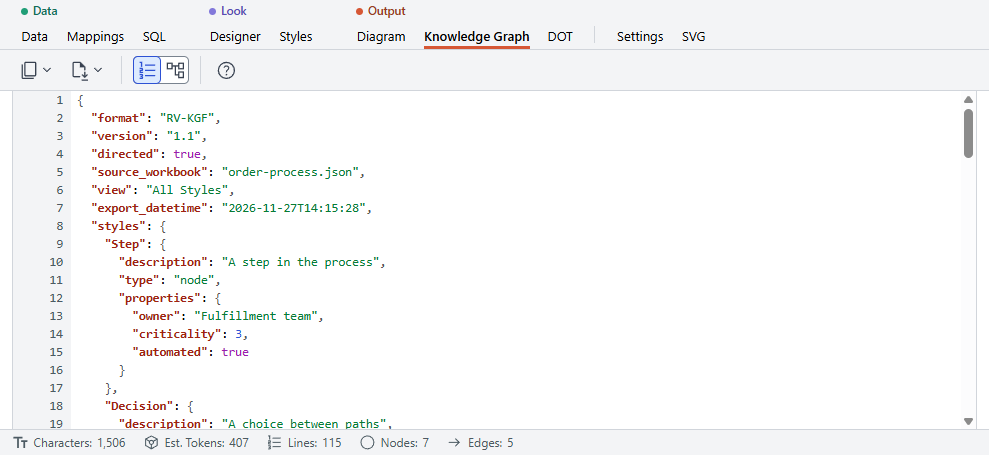 Data Look Output
Data Mappings SQL Designer Styles Diagram Knowledge Graph DOT Settings SVG
1 {
2 "format": "RV-KGF",
3 "version": "1.1",
4 "directed": true,
5 "source_workbook": "order-process.json",
6 "view": "All Styles",
7 "export_datetime": "2026-11-27T14:15:28",
8 "styles": {
9 "Step": {
10 "description": "A step in the process",
11 "type": "node",
12 "properties": {
13 "owner": "Fulfillment team",
14 "criticality": 3,
15 "automated": true
16 }
17 },
18 "Decision": {
19 "description": "A choice between paths",
Tт Characters: 1,506 Est. Tokens: 407 Lines: 115 Nodes: 7 Edges: 5